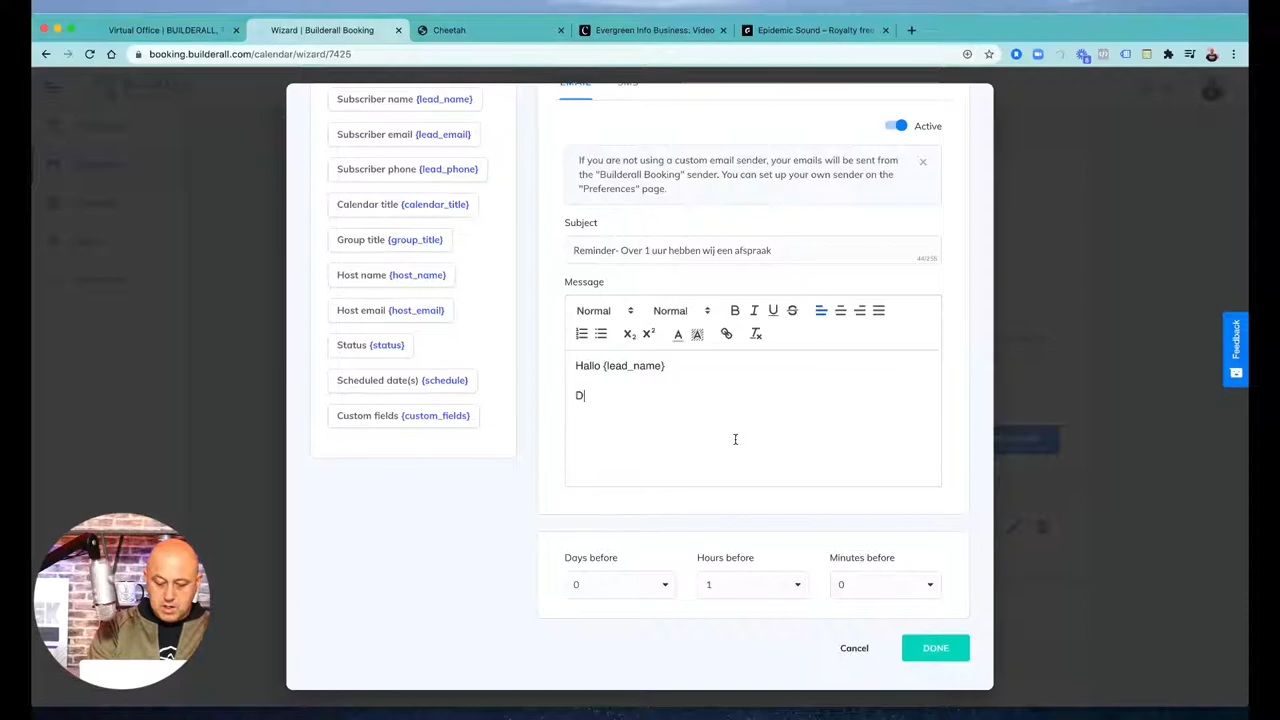 Virtual Office | BUILDERALL,
Wizard | Builderall Booking
Cheetah
Evergreen Info Business. Video
Epidemic Sound – Royalty free
booking.builderall.com/calendar/wizard/7425
EMAIL SMS
Subscriber name {lead_name}
Subscriber email {lead_email}
Subscriber phone {lead_phone}
Calendar title {calendar_title}
Group title {group_title}
Host name {host_name}
Host email {host_email}
Status {status}
Scheduled date(s) {schedule}
Custom fields {custom_fields}
Active
If you are not using a custom email sender, your emails will be sent from
the "Builderall Booking" sender. You can set up your own sender on the
"Preferences" page.
Subject
Reminder- Over 1 uur hebben wij een afspraak
44/255
Message
Normal Normal B I U S
X₂ X² A A
Hallo {lead_name}
D
Days before Hours before Minutes before
0 1 0
Cancel DONE
Feedback